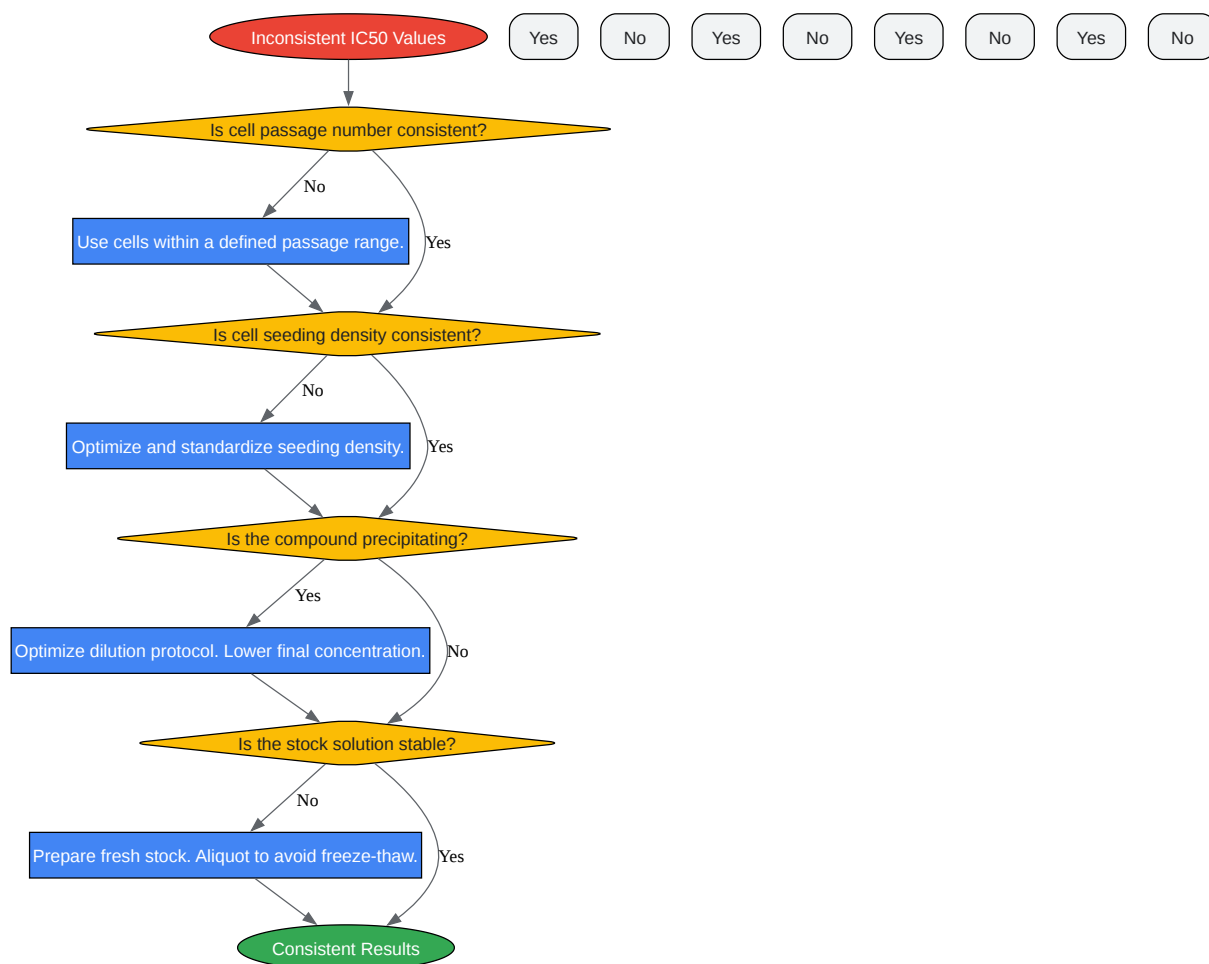 Inconsistent IC50 Values
Yes
No
Yes
No
Yes
No
Yes
No
Is cell passage number consistent?
No
Use cells within a defined passage range.
Yes
Is cell seeding density consistent?
No
Optimize and standardize seeding density.
Yes
Is the compound precipitating?
Yes
Optimize dilution protocol. Lower final concentration.
No
Is the stock solution stable?
No
Prepare fresh stock. Aliquot to avoid freeze-thaw.
Yes
Consistent Results